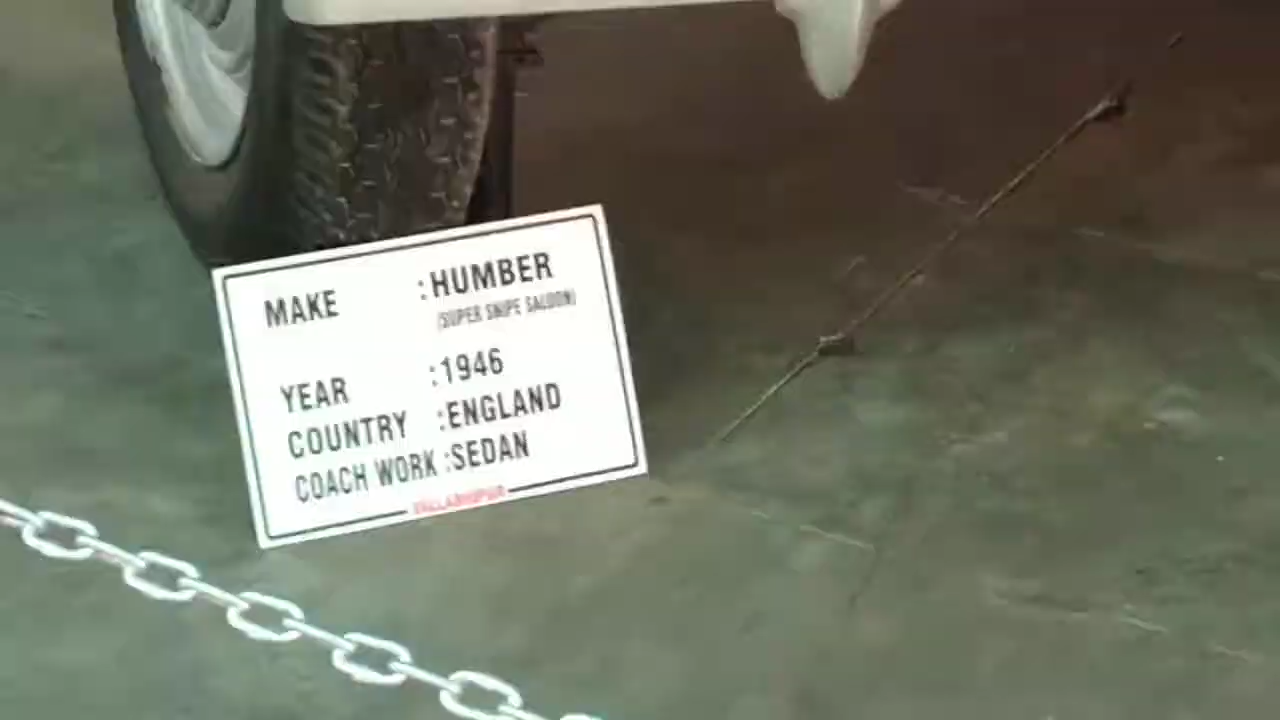 MAKE :HUMBER
(SUPER SNIPE SALOON)
YEAR :1946
COUNTRY :ENGLAND
COACH WORK :SEDAN